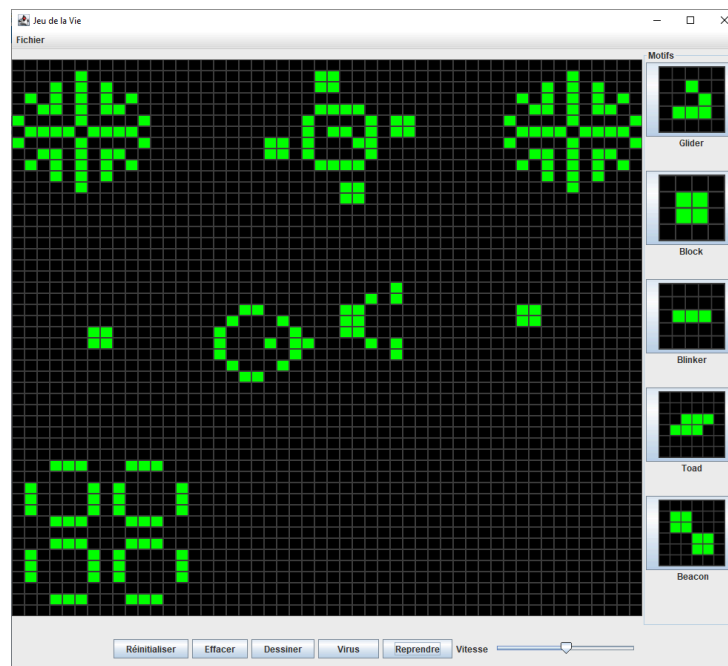 Jeu de la Vie
Fichier
Motifs
Glider
Block
Blinker
Toad
Beacon
Réinitialiser Effacer Dessiner Virus Reprendre Vitesse